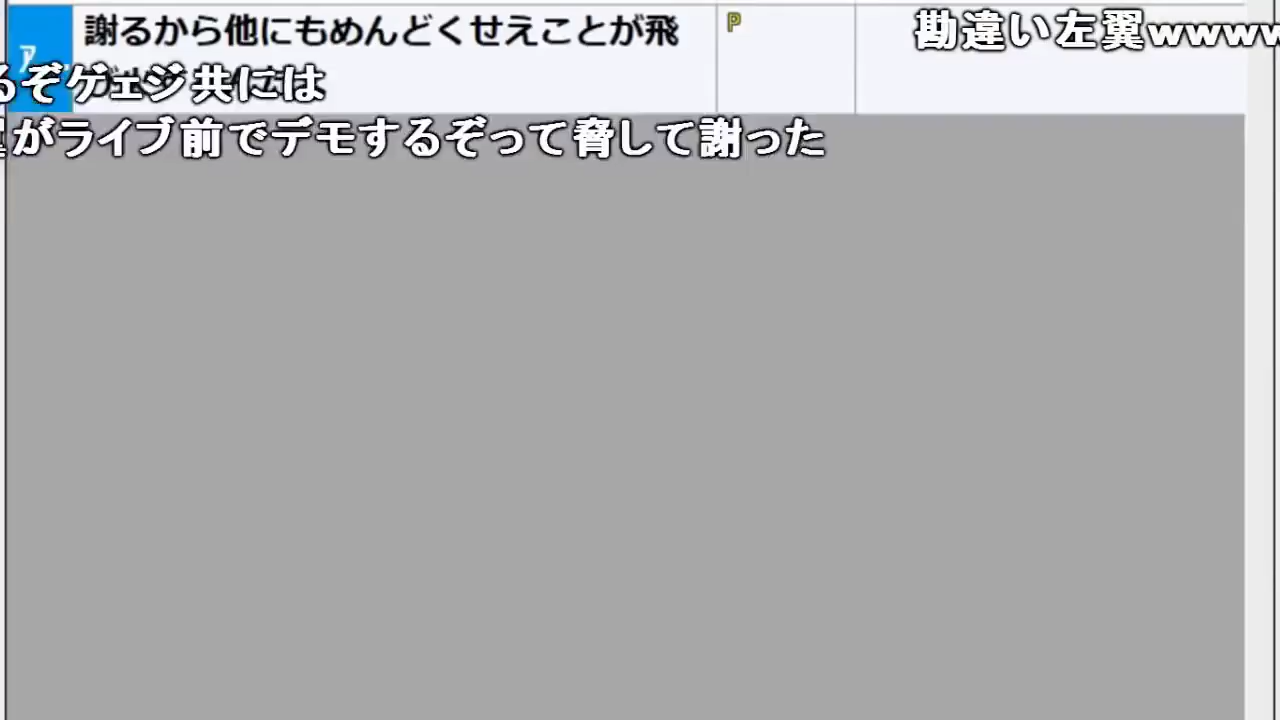 謝るから他にもめんどくせえことが飛
P
勘違い左翼wwww
ア
るぞゲェジ共には
がライブ前でデモするぞって脅して謝った